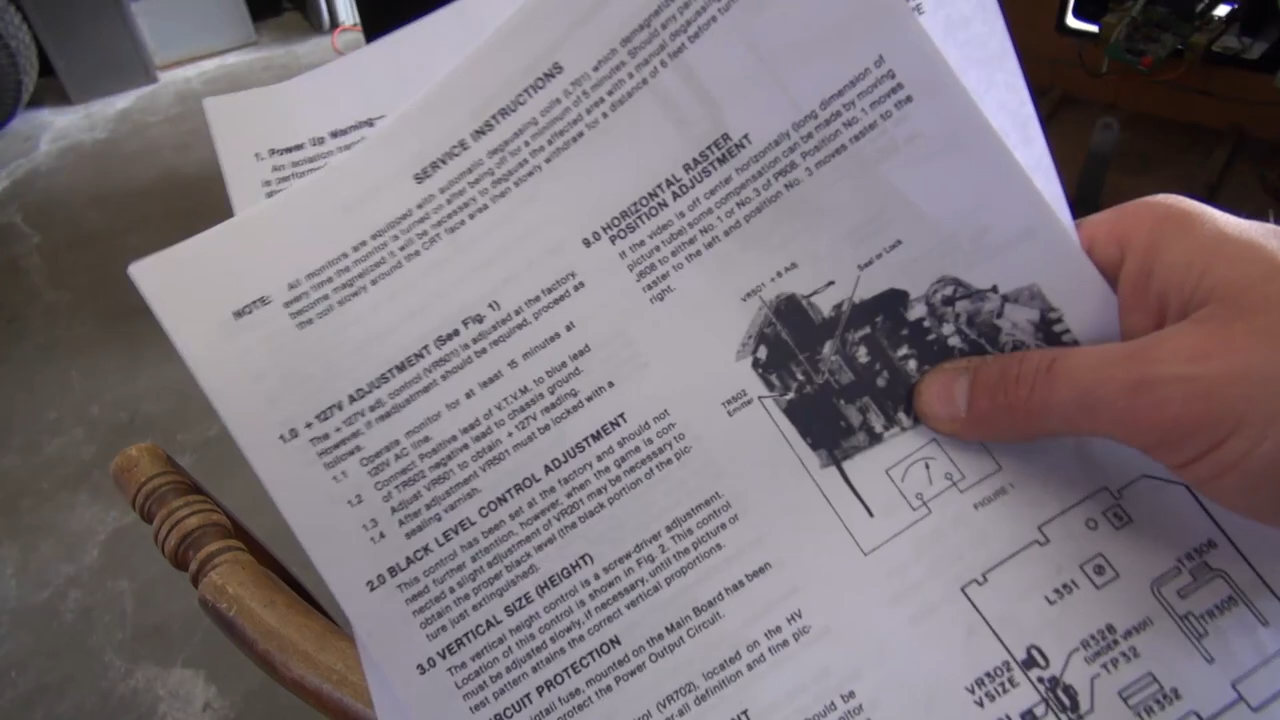 1. Power Up Warning—
An isolation
is perform
SERVICE INSTRUCTIONS
NOTE: All monitors are equipped with automatic degaussing coils (L701) which demagnetize
every time the monitor is turned on after being off for a minimum of 5 minutes. Should any
become magnetized it will be necessary to degauss the affected area with a manual degaussing
the coil slowly around the CRT face area then slowly withdraw for a distance of 6 feet before
1.0 +127V ADJUSTMENT (See Fig. 1)
The +127V adj. control (VR501) is adjusted at the factory.
However, if readjustment should be required, proceed as
follows.
1.1 Operate monitor for at least 15 minutes at
120V AC line.
1.2 Connect Positive lead of V.T.V.M. to blue lead
of TR502 negative lead to chassis ground.
1.3 Adjust VR501 to obtain +127V reading.
1.4 After adjustment VR501 must be locked with a
sealing varnish.
2.0 BLACK LEVEL CONTROL ADJUSTMENT
This control has been set at the factory and should not
need further attention, however, when the game is con-
nected a slight adjustment of VR201 may be necessary to
obtain the proper black level (the black portion of the pic-
ture just extinguished).
3.0 VERTICAL SIZE (HEIGHT)
The vertical height control is a screw-driver adjustment.
Location of this control is shown in Fig. 2. This control
must be adjusted slowly, if necessary, until the picture or
test pattern attains the correct vertical proportions.
CIRCUIT PROTECTION
pigtail fuse, mounted on the Main Board has been
protect the Power Output Circuit.
control (VR702), located on the HV
over-all definition and fine pic-
should be
9.0 HORIZONTAL RASTER
POSITION ADJUSTMENT
If the video is off center horizontally (long dimension of
picture tube) some compensation can be made by moving
J608 to either No. 1 or No. 3 of P608. Position No. 1 moves
raster to the left and position No. 3 moves raster to the
right.
VR501 + B Adj
Seal or Lock
TR502
Emitter
FIGURE 1
L351
TR306
TR305
R328
(UNDER VR301)
TP32
VR302
V SIZE
TR352